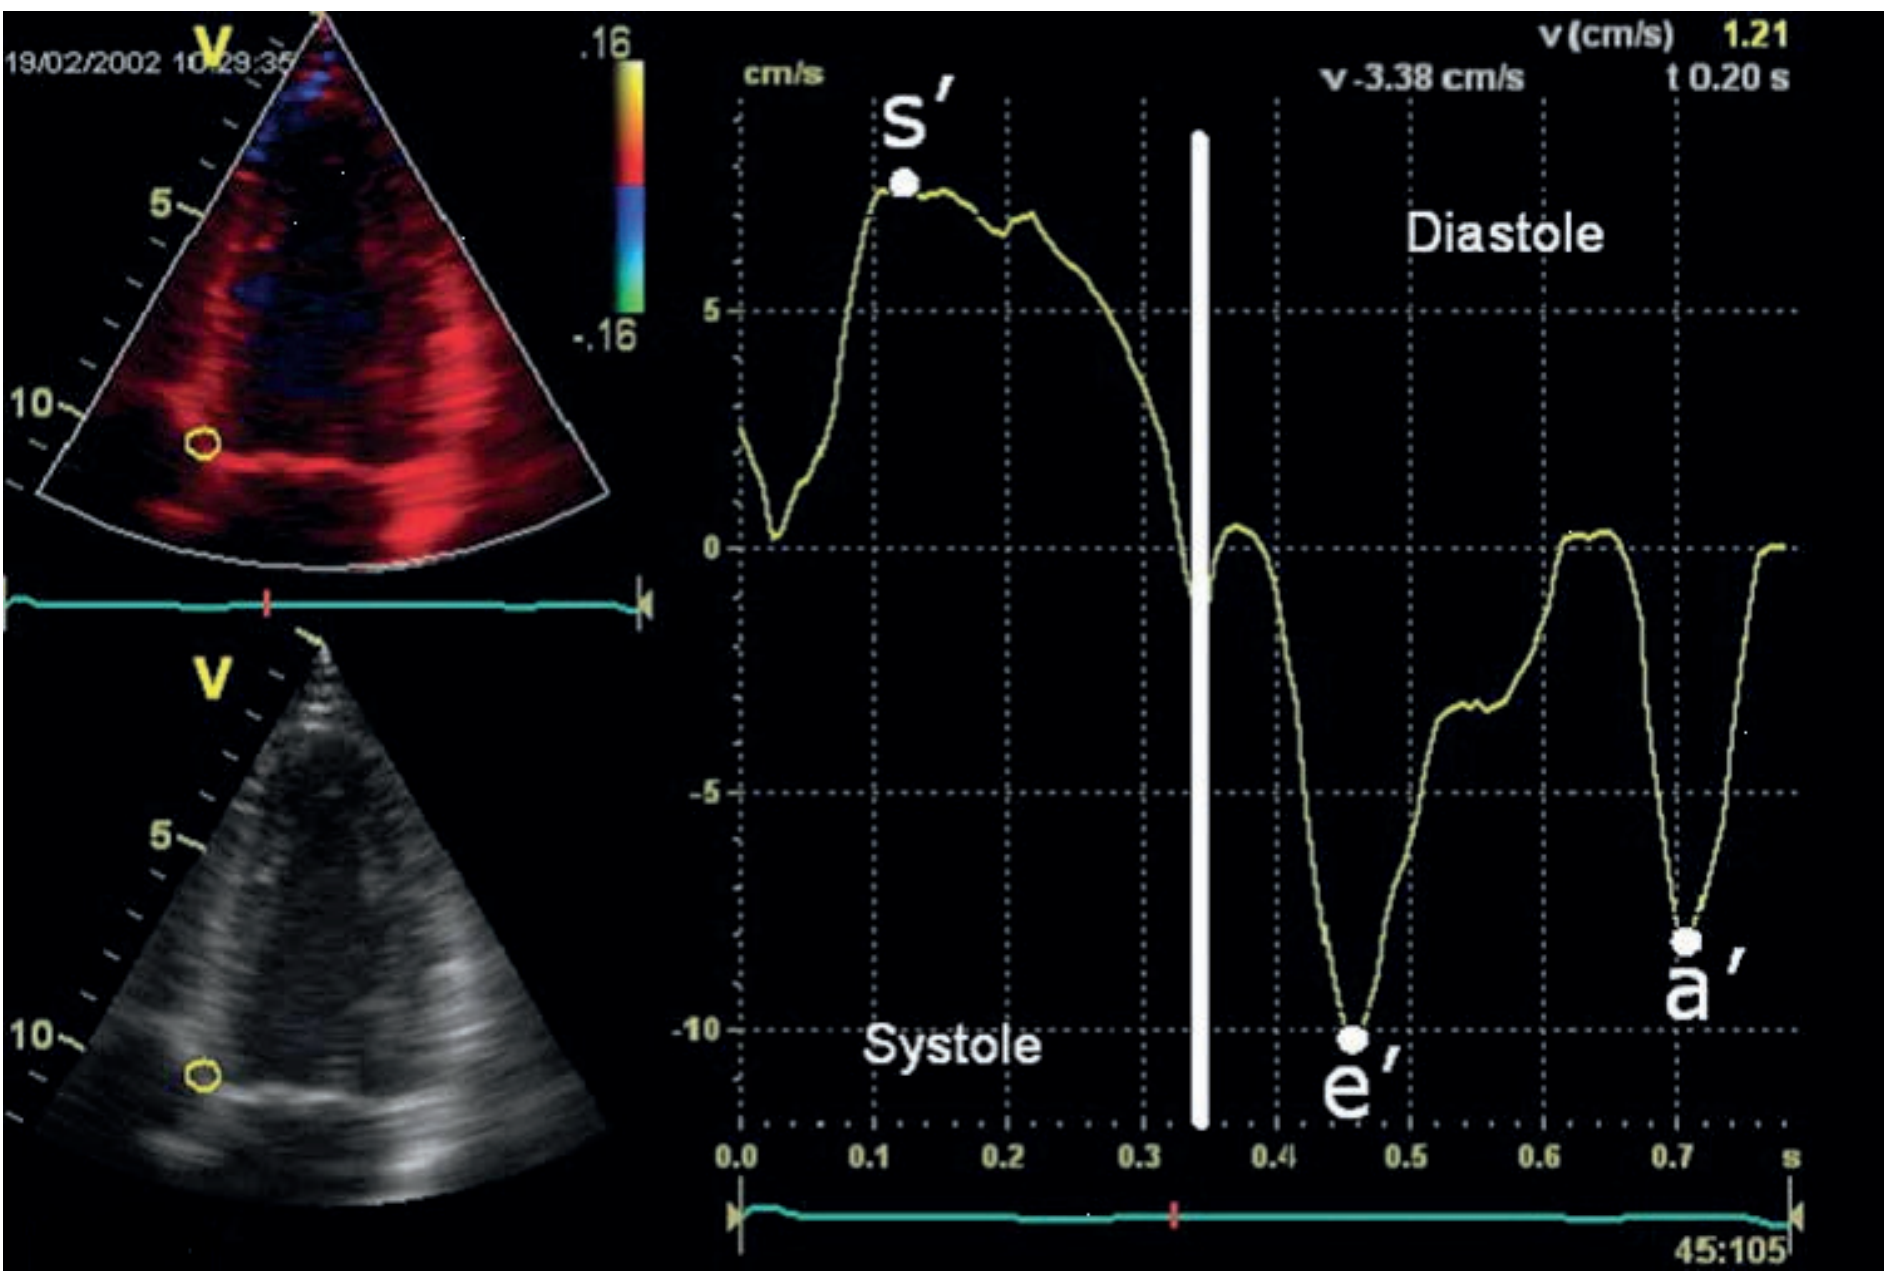 V
19/02/2002 10:29:35
.16
5
-.16
10
V
5
10
v (cm/s) 1.21
cm/s
v -3.38 cm/s t 0.20 s
s'
Diastole
5
0
-5
-10
Systole
e'
a'
0.0 0.1 0.2 0.3 0.4 0.5 0.6 0.7 s
45:105